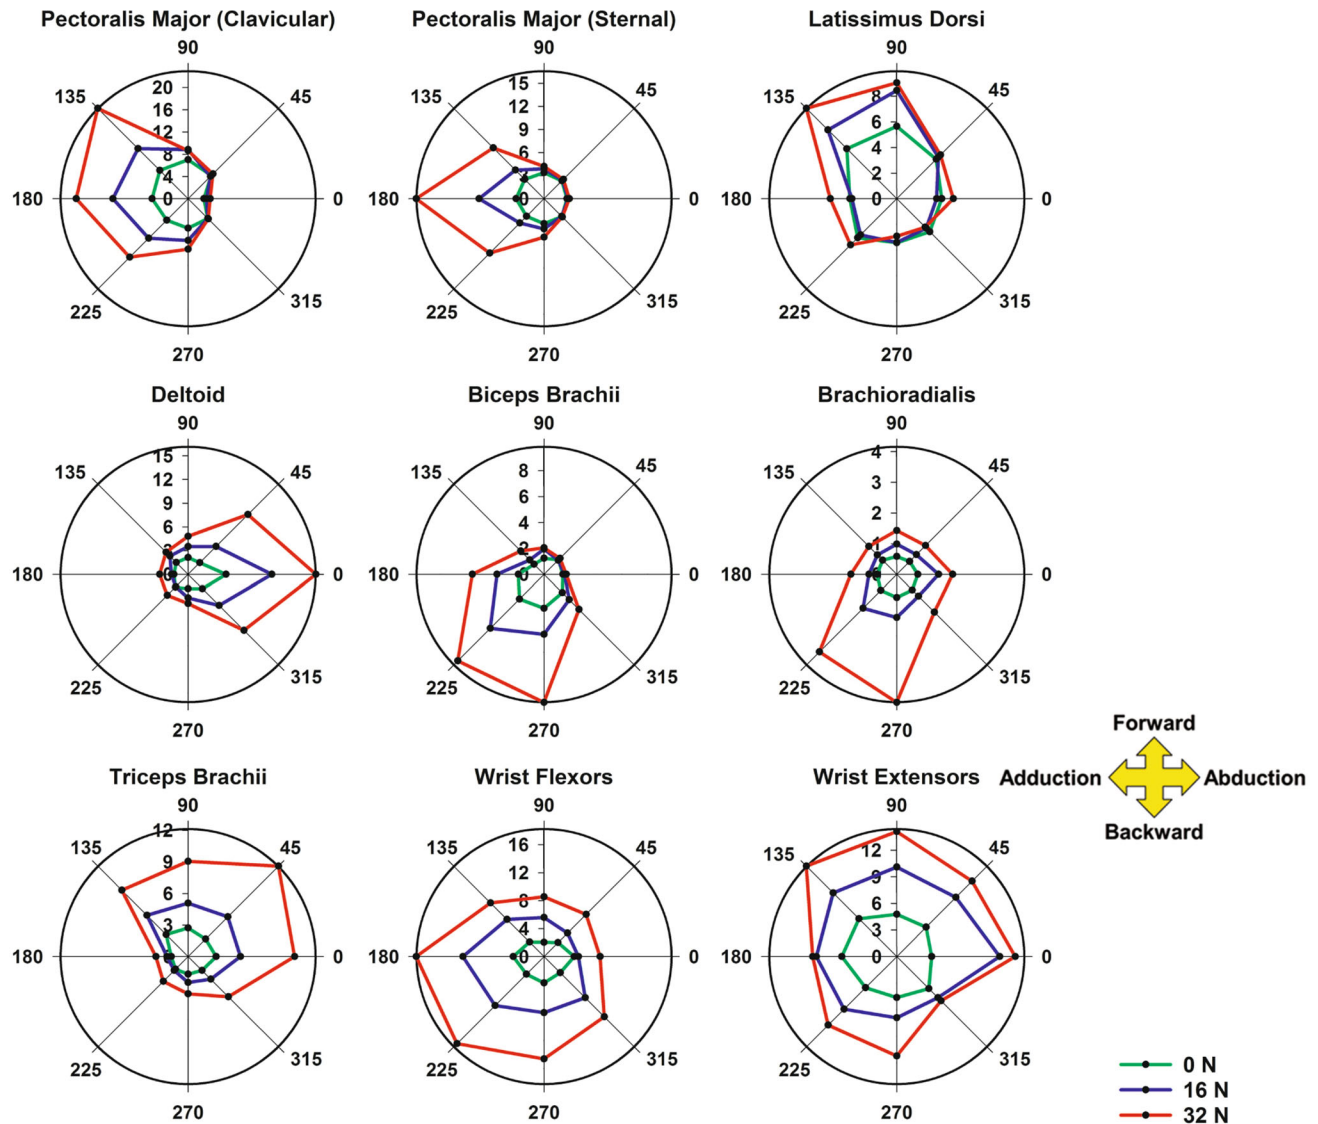 Pectoralis Major (Clavicular) Pectoralis Major (Sternal) Latissimus Dorsi
90 90 90
135 20 45 135 15 45 135 8 45
16 12
12 9 6
8 6 4
4 2
180 0 0 180 0 180 0 0
225 315 225 315 225 315
270 270 270
Deltoid Biceps Brachii Brachioradialis
90 90 90
135 15 45 135 8 45 135 4 45
12 6 3
9 4 2
6 2 1
180 0 180 0 0 180 0
225 315 225 315 225 315
270 270 270
Forward
Adduction Abduction
Backward
Triceps Brachii Wrist Flexors Wrist Extensors
90 90 90
135 12 45 135 16 45 135 12 45
9 12 9
6 8 6
3 4 3
180 0 0 180 0 0 180 0 0
225 315 225 315 225 315
270 270 270
0 N
16 N
32 N